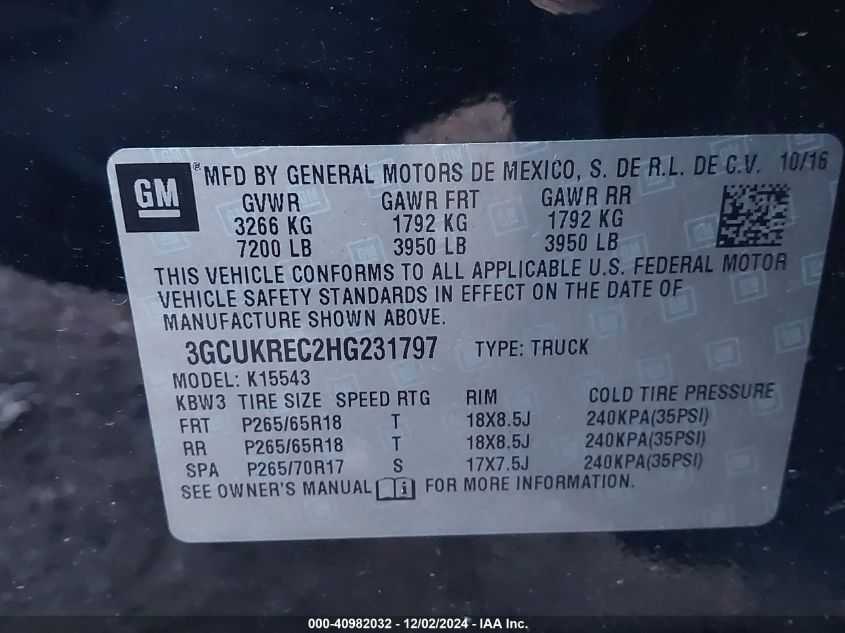 GM ® MFD BY GENERAL MOTORS DE MEXICO, S. DE R.L. DE C.V. 10/16
GVWR GAWR FRT GAWR RR
3266 KG 1792 KG 1792 KG
7200 LB 3950 LB 3950 LB
THIS VEHICLE CONFORMS TO ALL APPLICABLE U.S. FEDERAL MOTOR
VEHICLE SAFETY STANDARDS IN EFFECT ON THE DATE OF
MANUFACTURE SHOWN ABOVE.
3GCUKREC2HG231797 TYPE: TRUCK
MODEL: K15543
KBW3 TIRE SIZE SPEED RTG RIM COLD TIRE PRESSURE
FRT P265/65R18 T 18X8.5J 240KPA(35PSI)
RR P265/65R18 T 18X8.5J 240KPA(35PSI)
SPA P265/70R17 S 17X7.5J 240KPA(35PSI)
SEE OWNER'S MANUAL i FOR MORE INFORMATION.
000-40982032 - 12/02/2024 - IAA Inc.